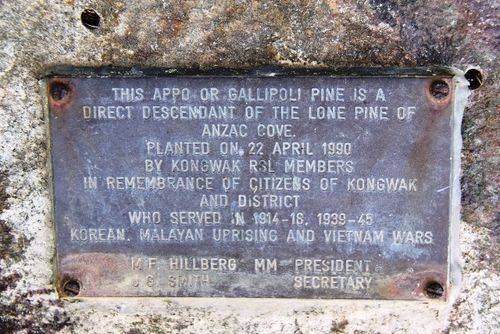 THIS APPO OR GALLIPOLI PINE IS A
DIRECT DESCENDANT OF THE LONE PINE OF
ANZAC COVE.
PLANTED ON 22 APRIL 1990
BY KONGWAK RSL MEMBERS
IN REMEMBRANCE OF CITIZENS OF KONGWAK
AND DISTRICT
WHO SERVED IN 1914-18, 1939-45
KOREAN, MALAYAN UPRISING AND VIETNAM WARS
M.F. HILLBERG MM PRESIDENT
SMITH SECRETARY